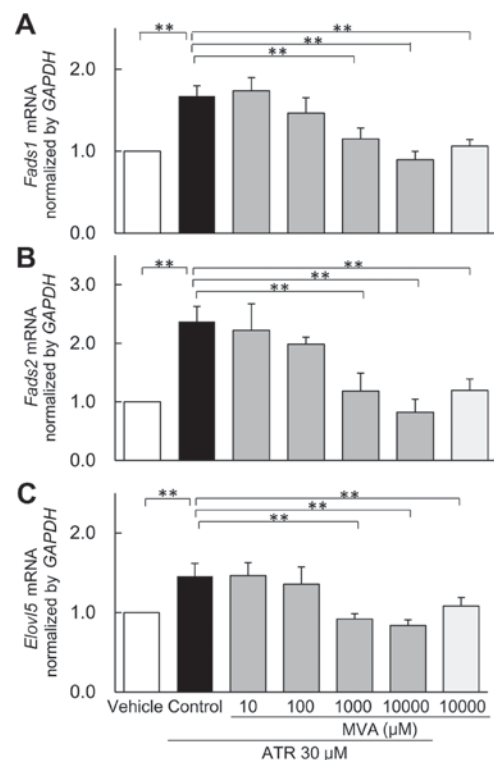 A
** ** ** **
Fads1 mRNA
normalized by GAPDH
2.0
1.0
0.0
B
** ** ** **
Fads2 mRNA
normalized by GAPDH
3.0
2.0
1.0
0.0
C
** ** ** **
Elovl5 mRNA
normalized by GAPDH
2.0
1.0
0.0
Vehicle Control 10 100 1000 10000 10000
MVA (μM)
ATR 30 μM